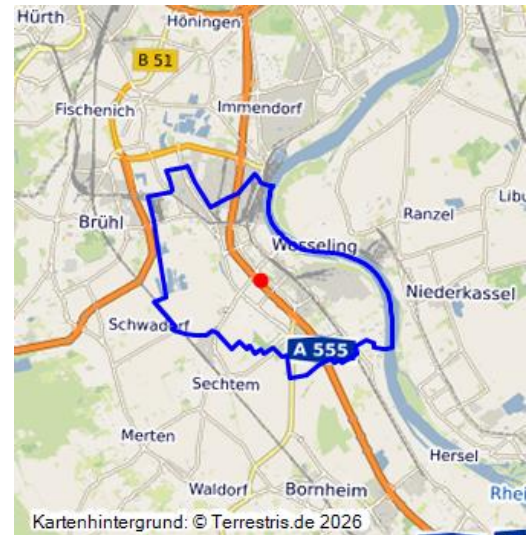 Hürth
Höningen
B 51
Fischenich
Immendorf
Brühl
Ranzel
Wesseling
Niederkassel
Schwadorf
A 555
Sechtem
Merten
Hersel
Waldorf
Bornheim
Kartenhintergrund: © Terrestris.de 2026